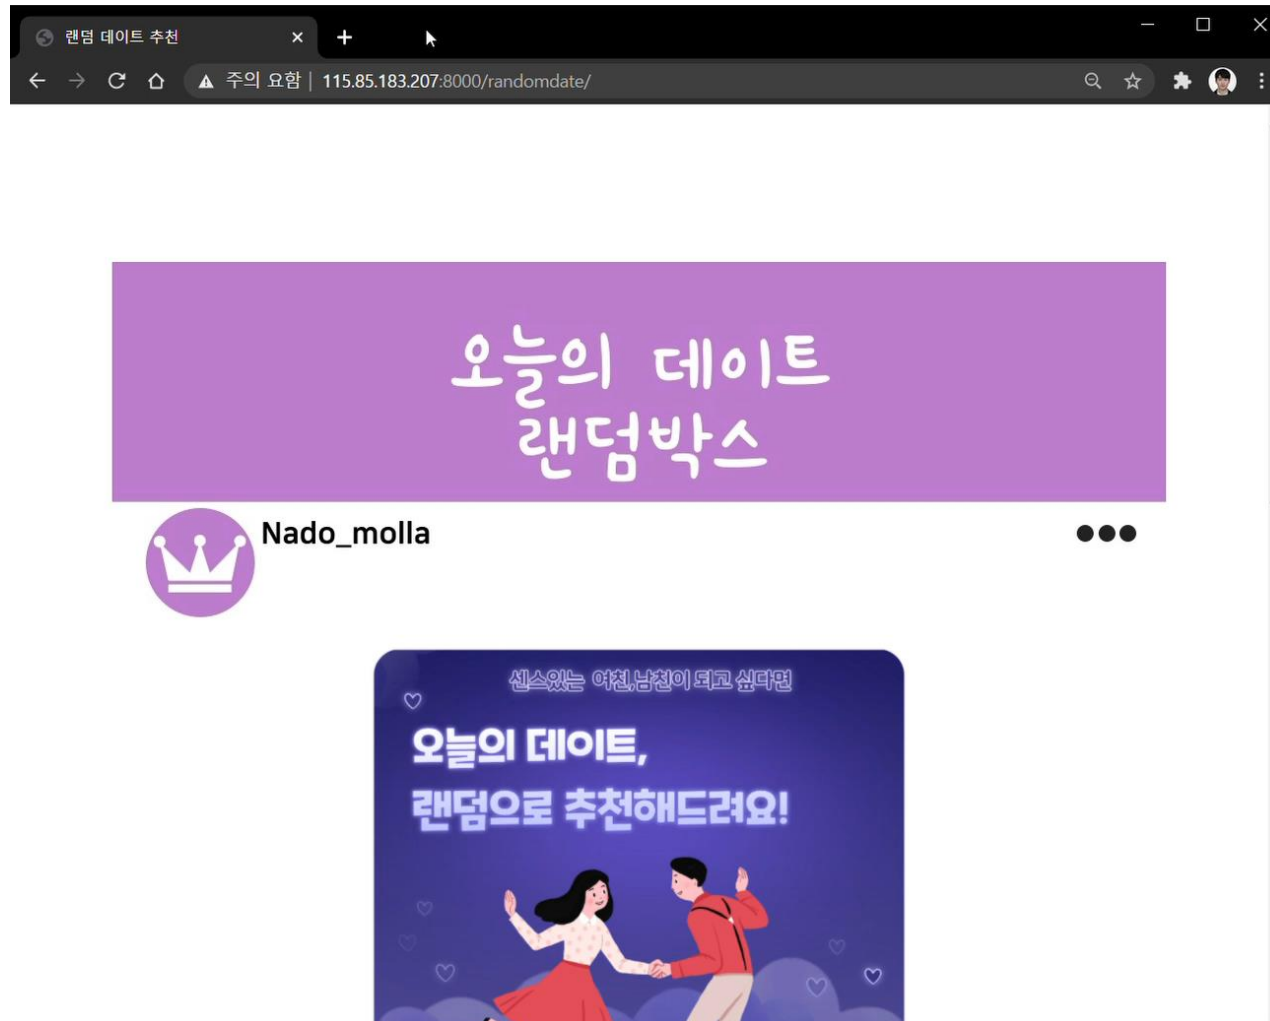 랜덤 데이트 추천
주의 요함 | 115.85.183.207:8000/randomdate/
오늘의 데이트
랜덤박스
Nado_molla
센스있는 여친,남친이 되고 싶다면
오늘의 데이트,
랜덤으로 추천해드려요!